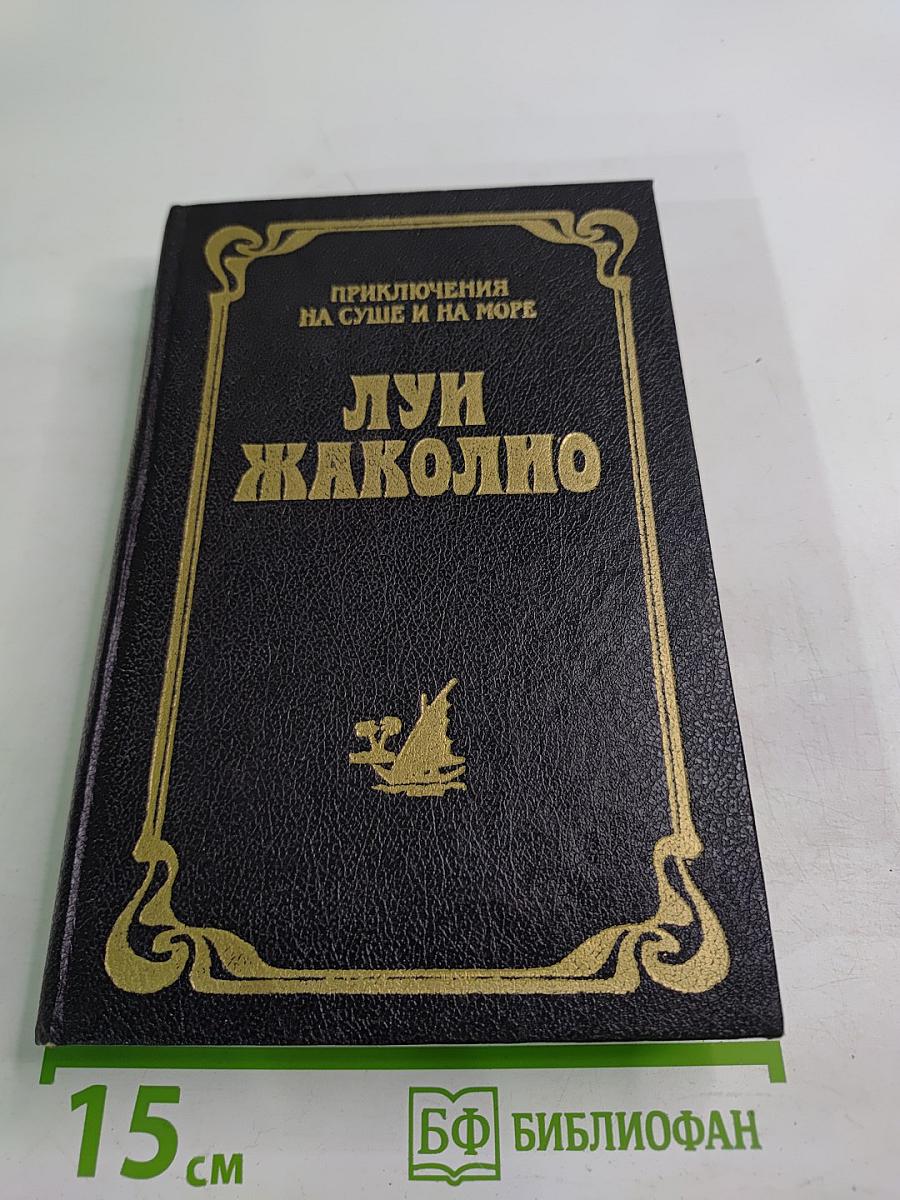 ПРИКЛЮЧЕНИЯ
НА СУШЕ И НА МОРЕ
ЛУИ
ЖАКОЛИО
15 см
БФ БИБЛИОФАН